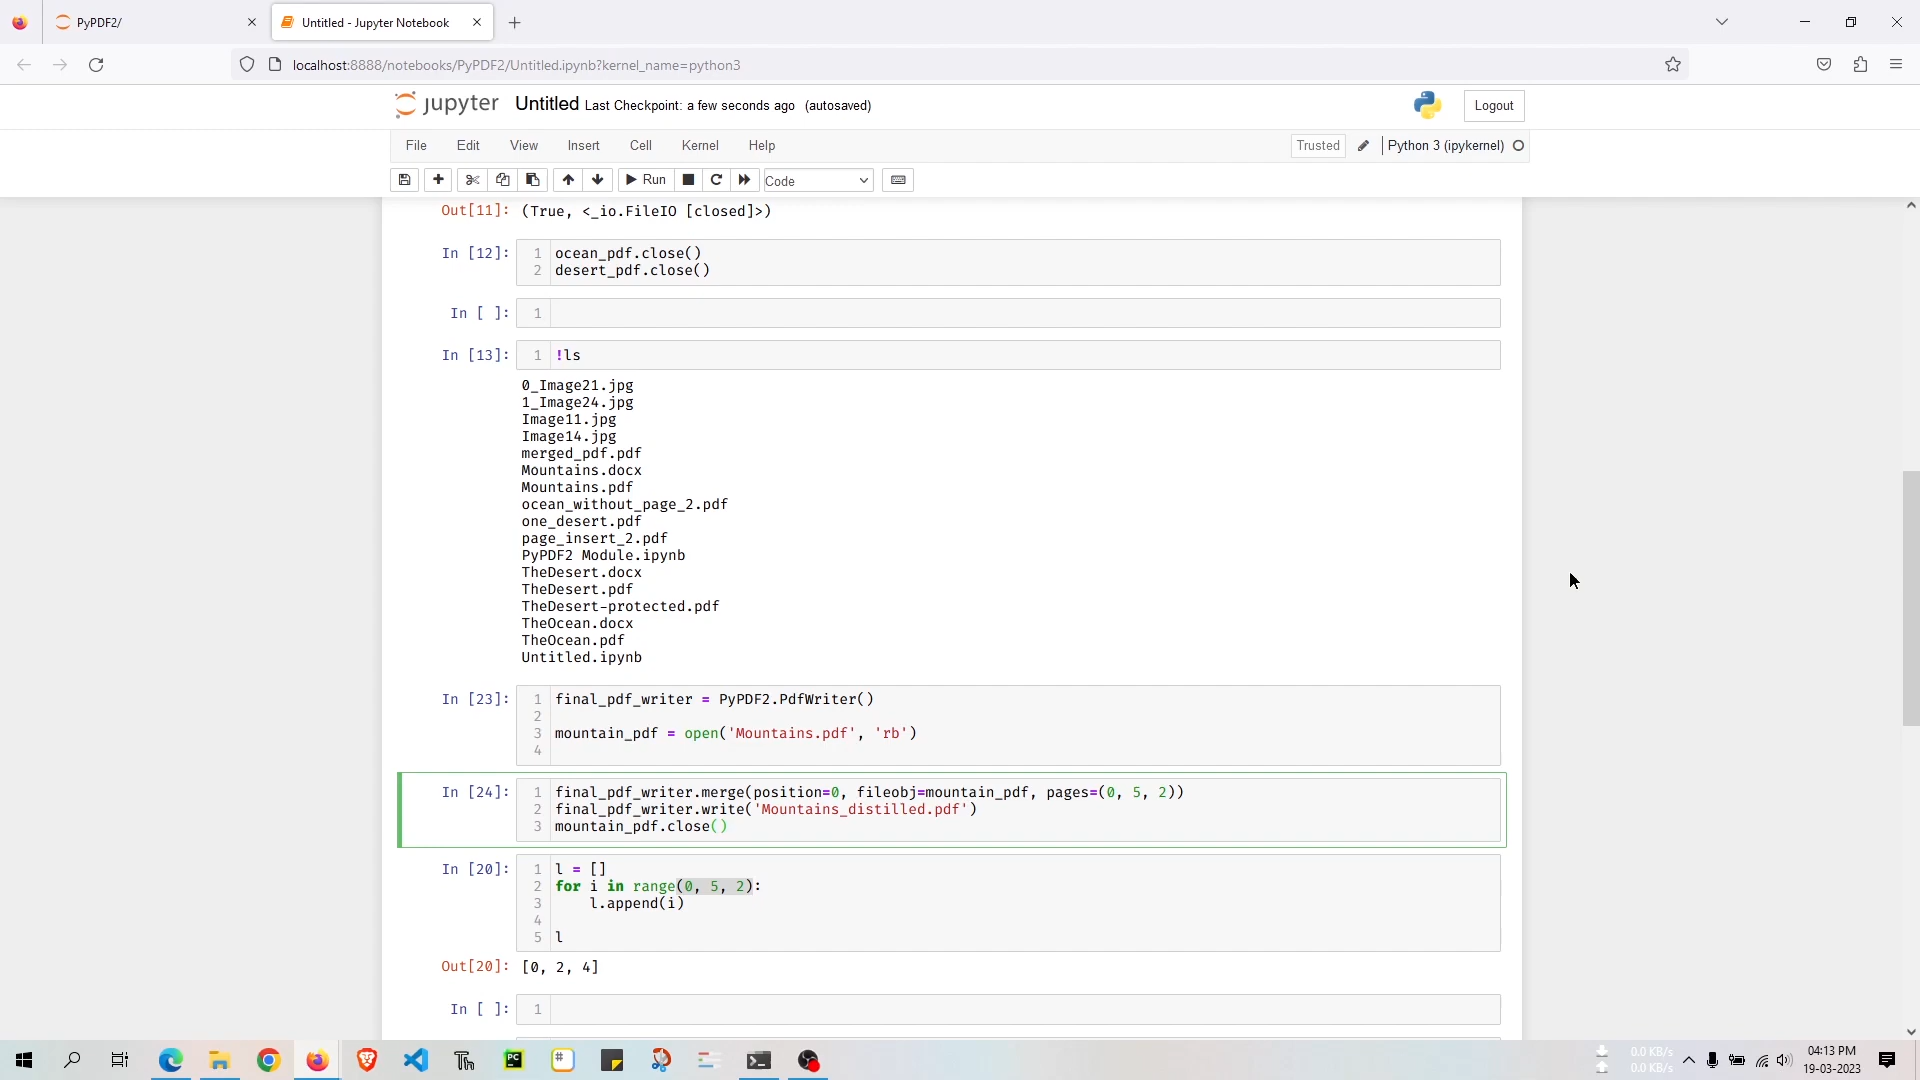 PyPDF2/
Untitled - Jupyter Notebook
localhost:8888/notebooks/PyPDF2/Untitled.ipynb?kernel_name=python3
jupyter Untitled Last Checkpoint: a few seconds ago (autosaved)
Logout
File Edit View Insert Cell Kernel Help
Trusted Python 3 (ipykernel)
Run Code
Out[11]: (True, <_io.FileIO [closed]>)
In [12]: 1 ocean_pdf.close()
2 desert_pdf.close()
In [ ]: 1
In [13]: 1 !ls
0_Image21.jpg
1_Image24.jpg
Image11.jpg
Image14.jpg
merged_pdf.pdf
Mountains.docx
Mountains.pdf
ocean_without_page_2.pdf
one_desert.pdf
page_insert_2.pdf
PyPDF2 Module.ipynb
TheDesert.docx
TheDesert.pdf
TheDesert-protected.pdf
TheOcean.docx
TheOcean.pdf
Untitled.ipynb
In [23]: 1 final_pdf_writer = PyPDF2.PdfWriter()
2
3 mountain_pdf = open('Mountains.pdf', 'rb')
4
In [24]: 1 final_pdf_writer.merge(position=0, fileobj=mountain_pdf, pages=(0, 5, 2))
2 final_pdf_writer.write('Mountains_distilled.pdf')
3 mountain_pdf.close()
In [20]: 1 l = []
2 for i in range(0, 5, 2):
3 l.append(i)
4
5 l
Out[20]: [0, 2, 4]
In [ ]: 1
Th
PC
#
0.0 KB/s
0.0 KB/s
04:13 PM
19-03-2023